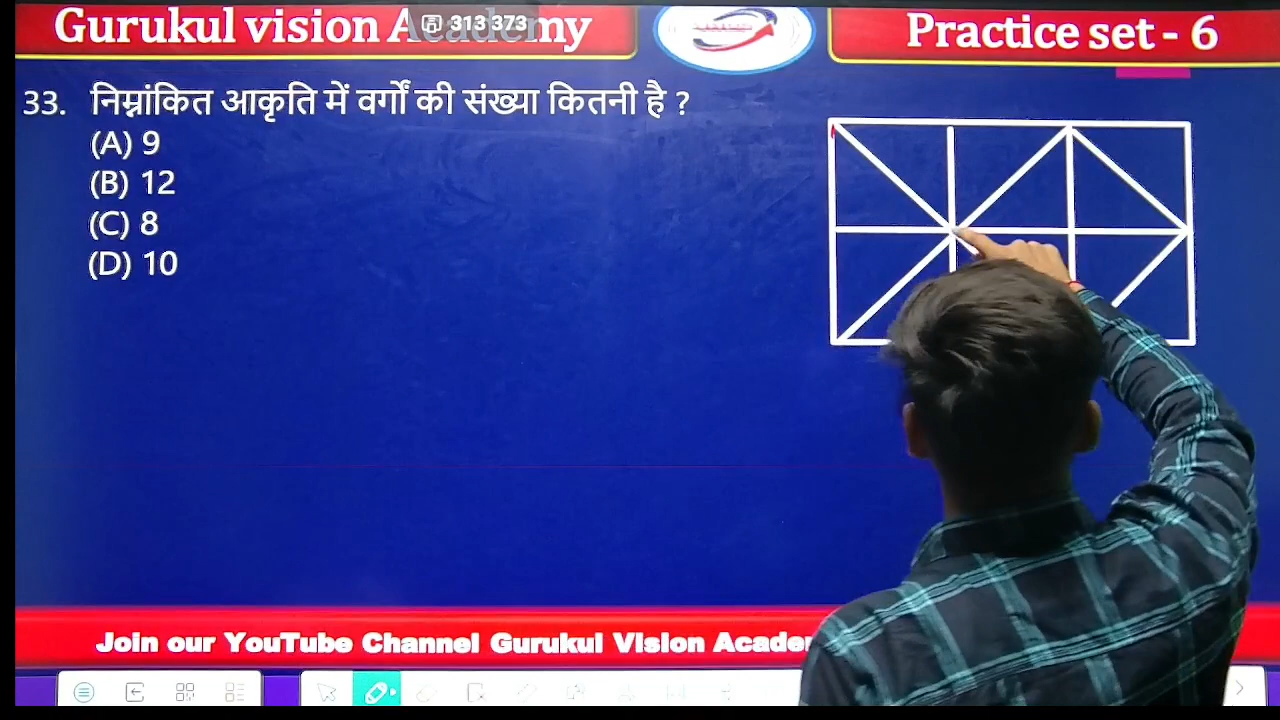 Gurukul vision Academy
313 373
Practice set - 6
33. निम्नांकित आकृति में वर्गों की संख्या कितनी है ?
(A) 9
(B) 12
(C) 8
(D) 10
Join our YouTube Channel Gurukul Vision